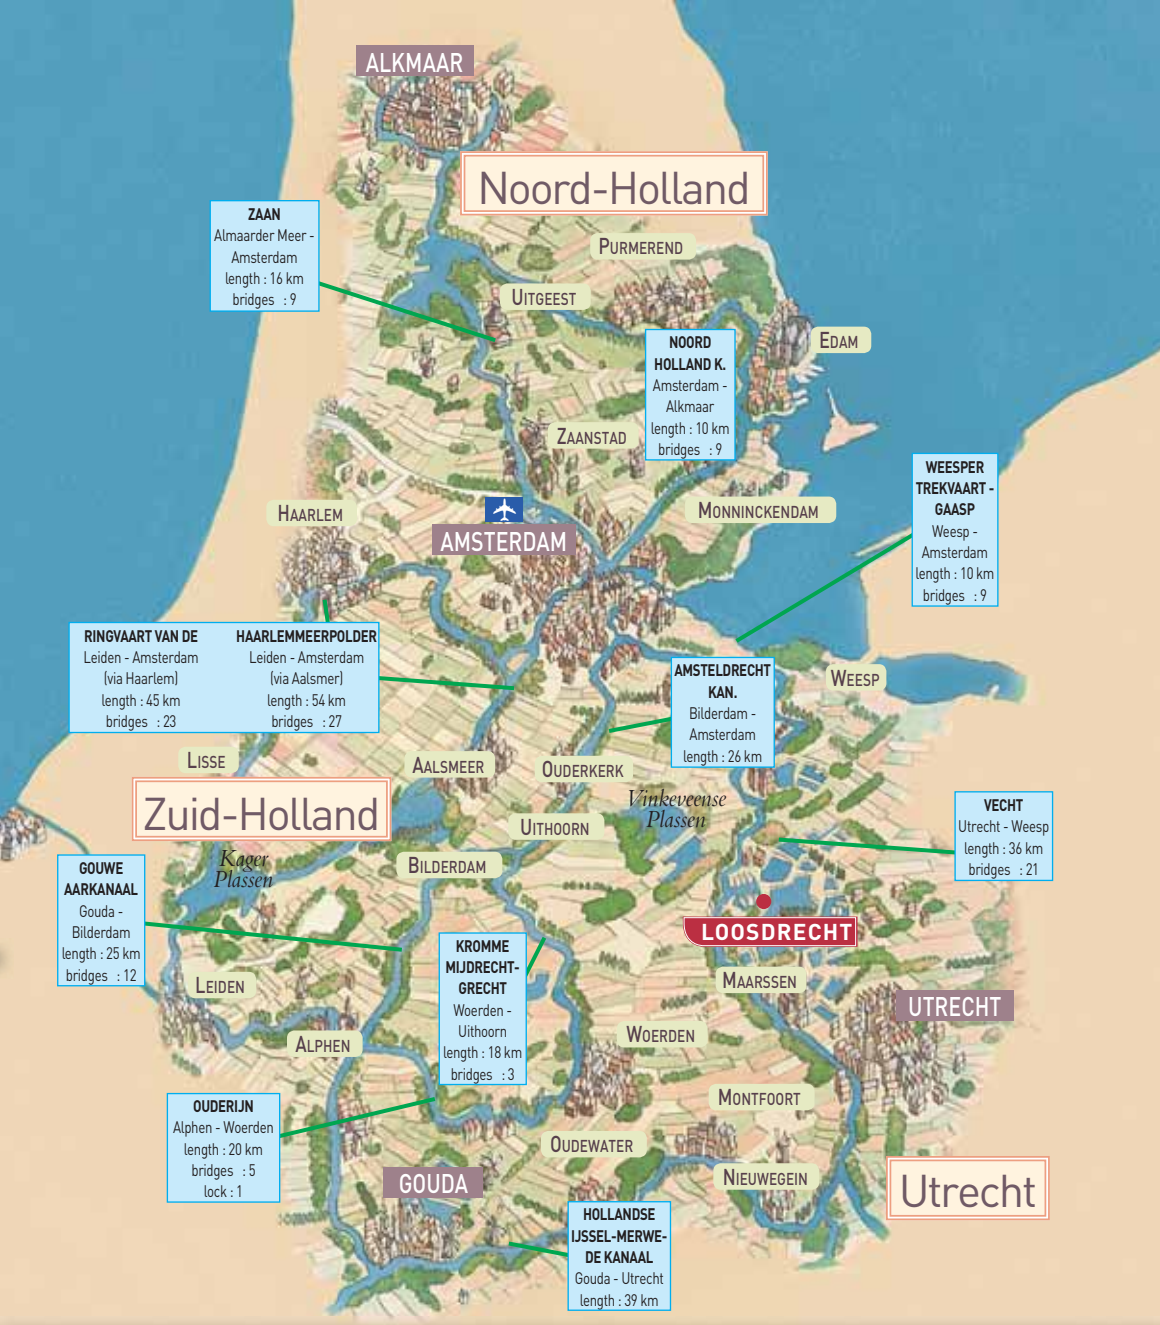 ALKMAAR
Noord-Holland
ZAAN
Almaarder Meer -
Amsterdam
length : 16 km
bridges : 9
PURMEREND
UITGEEST
EDAM
NOORD
HOLLAND K.
Amsterdam -
Alkmaar
length : 10 km
bridges : 9
ZAANSTAD
WEESPER
TREKVAART -
GAASP
Weesp -
Amsterdam
length : 10 km
bridges : 9
HAARLEM
MONNINCKENDAM
AMSTERDAM
RINGVAART VAN DE HAARLEMMEERPOLDER
Leiden - Amsterdam
(via Haarlem)
length : 45 km
bridges : 23
Leiden - Amsterdam
(via Aalsmer)
length : 54 km
bridges : 27
AMSTELDRECHT
KAN.
Bilderdam -
Amsterdam
length : 26 km
WEESP
LISSE
AALSMEER
OUDERKERK
Zuid-Holland
Vinkeveense
Plassen
UITHOORN
VECHT
Utrecht - Weesp
length : 36 km
bridges : 21
Kager
Plassen
BILDERDAM
GOUWE
AARKANAAL
Gouda -
Bilderdam
length : 25 km
bridges : 12
LOOSDRECHT
KROMME
MIJDRECHT-
GRECHT
Woerden -
Uithoorn
length : 18 km
bridges : 3
LEIDEN
MAARSSEN
UTRECHT
ALPHEN
WOERDEN
OUDERIJN
Alphen - Woerden
length : 20 km
bridges : 5
lock : 1
MONTFOORT
OUDEWATER
GOUDA
NIEUWEGEIN
Utrecht
HOLLANDSE
IJSSEL-MERWE-
DE KANAAL
Gouda - Utrecht
length : 39 km